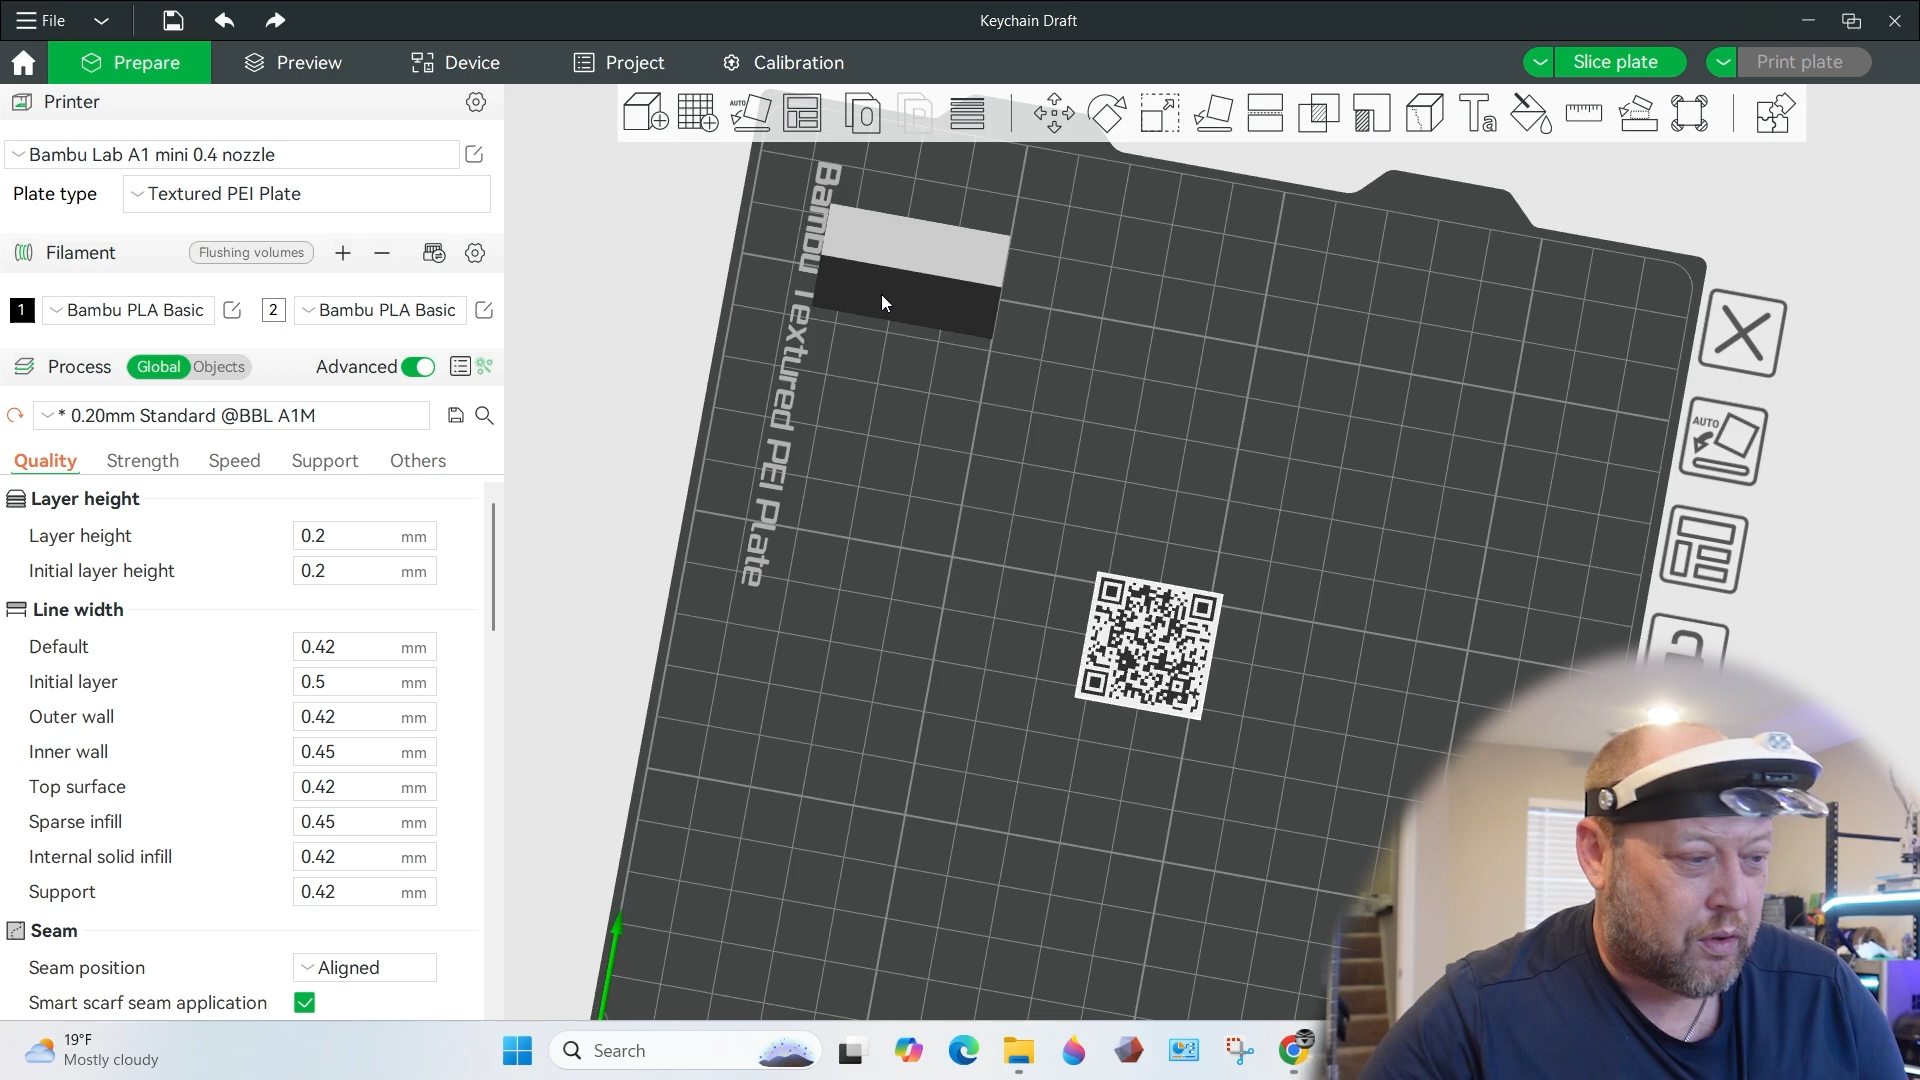 File
Keychain Draft
Prepare
Preview
Device
Project
Calibration
Slice plate
Print plate
Printer
Bambu Lab A1 mini 0.4 nozzle
Plate type
Textured PEI Plate
Filament
Flushing volumes
1
Bambu PLA Basic
2
Bambu PLA Basic
Process
Global
Objects
Advanced
* 0.20mm Standard @BBL A1M
Quality
Strength
Speed
Support
Others
Layer height
Layer height
0.2 mm
Initial layer height
0.2 mm
Line width
Default
0.42 mm
Initial layer
0.5 mm
Outer wall
0.42 mm
Inner wall
0.45 mm
Top surface
0.42 mm
Sparse infill
0.45 mm
Internal solid infill
0.42 mm
Support
0.42 mm
Seam
Seam position
Aligned
Smart scarf seam application
AUTO
Ta
Bambu Textured PEI Plate
AUTO
19°F
Mostly cloudy
Search